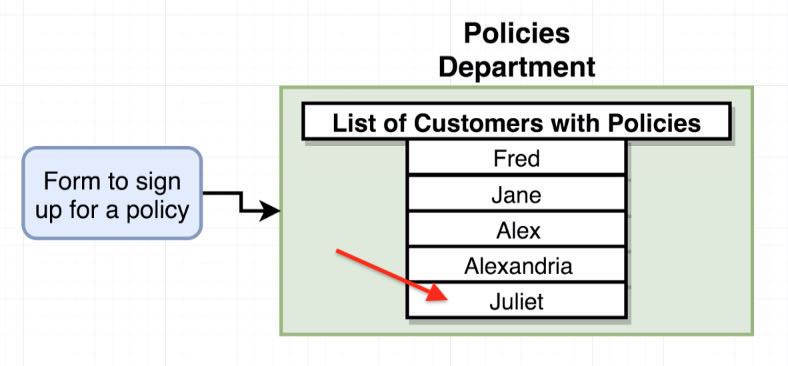 Policies
Department
List of Customers with Policies
Form to sign
up for a policy
Fred
Jane
Alex
Alexandria
Juliet